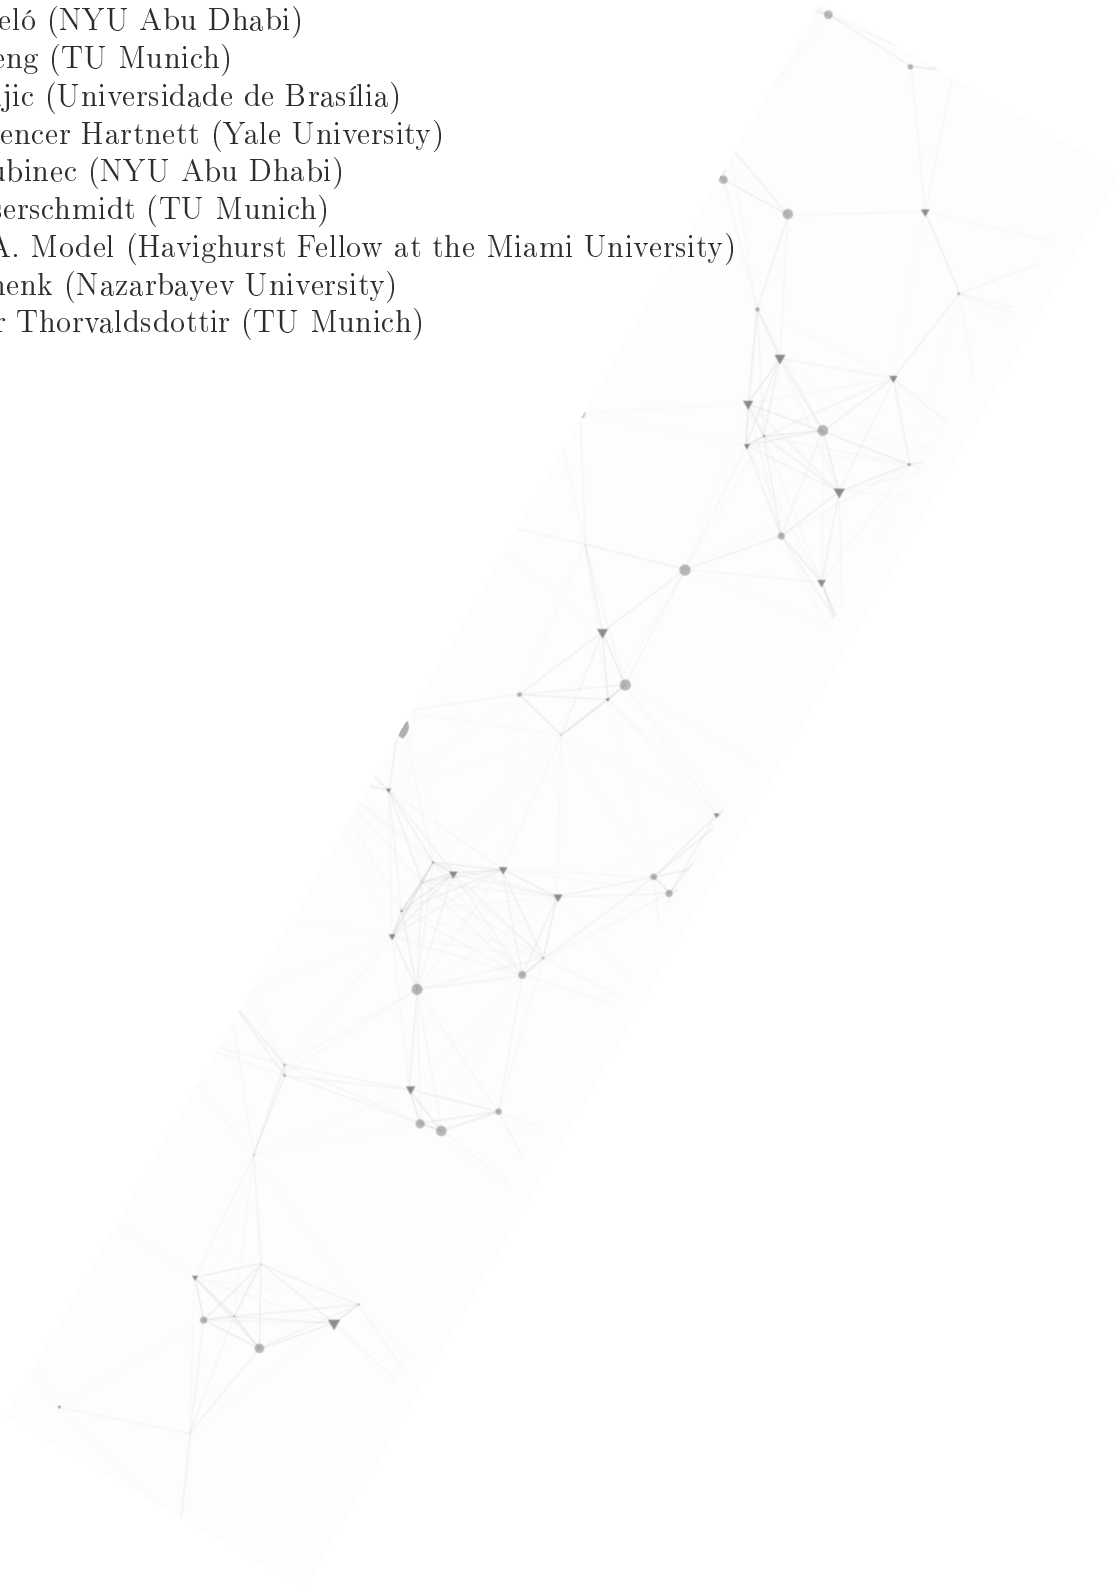 eló (NYU Abu Dhabi)
eng (TU Munich)
jic (Universidade de Brasília)
encer Hartnett (Yale University)
ubinec (NYU Abu Dhabi)
serschmidt (TU Munich)
A. Model (Havighurst Fellow at the Miami University)
henk (Nazarbayev University)
r Thorvaldsdottir (TU Munich)